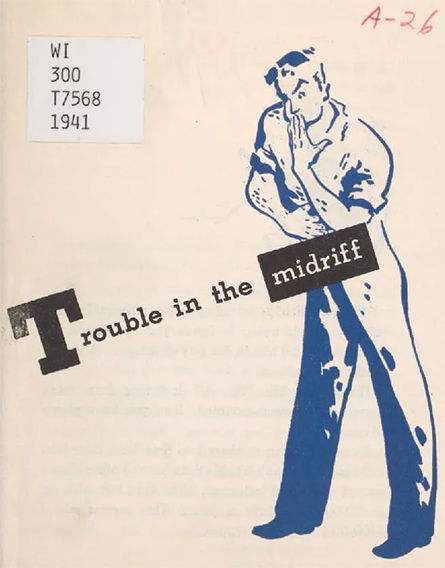 A-26
WI
300
T7568
1941
Trouble in the midriff